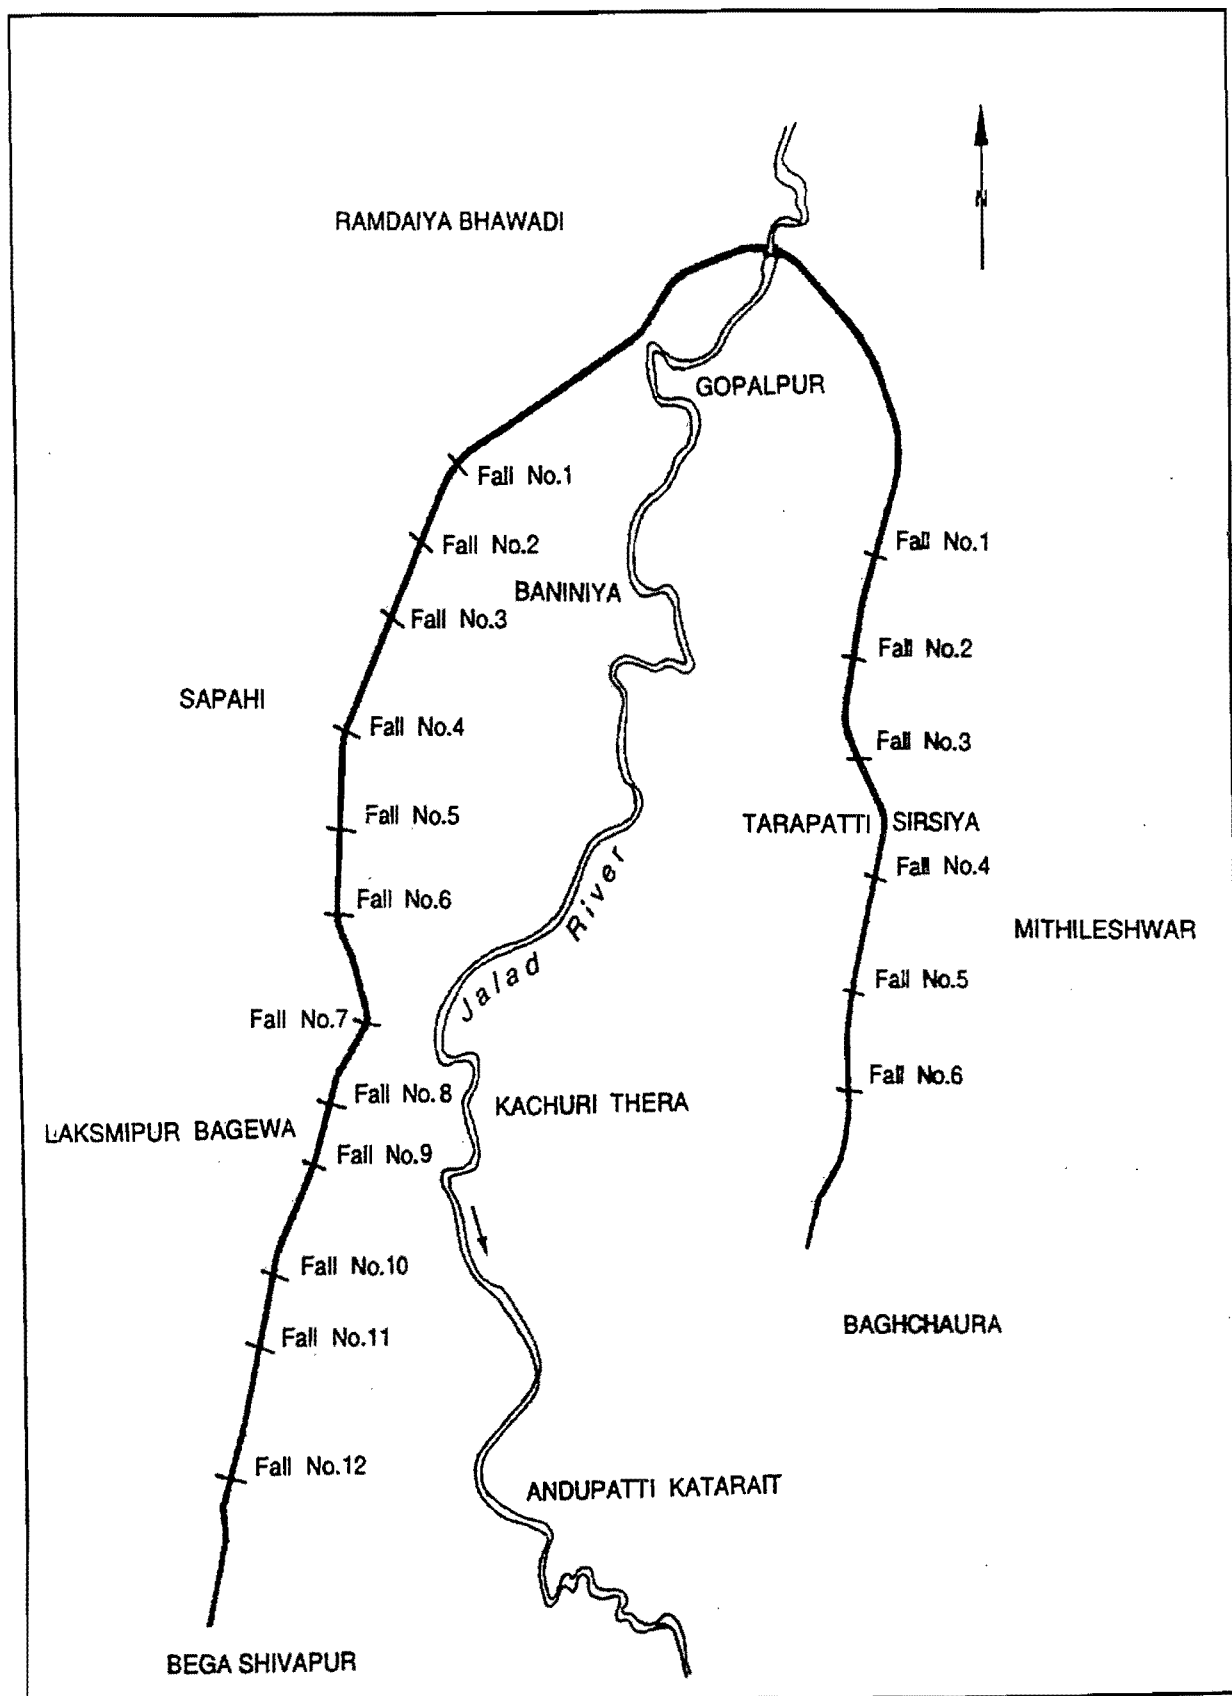 N
RAMDAIYA BHAWADI
GOPALPUR
Fall No.1
Fall No.1
Fall No.2
BANINIYA
Fall No.3
Fall No.2
SAPAHI
Fall No.4
Fall No.3
Fall No.5
TARAPATTI SIRSIYA
Fall No.4
Fall No.6
MITHILESHWAR
Jalad River
Fall No.5
Fall No.7
Fall No.8
KACHURI THERA
Fall No.6
LAKSMIPUR BAGEWA
Fall No.9
Fall No.10
Fall No.11
BAGHCHAURA
Fall No.12
ANDUPATTI KATARAIT
BEGA SHIVAPUR